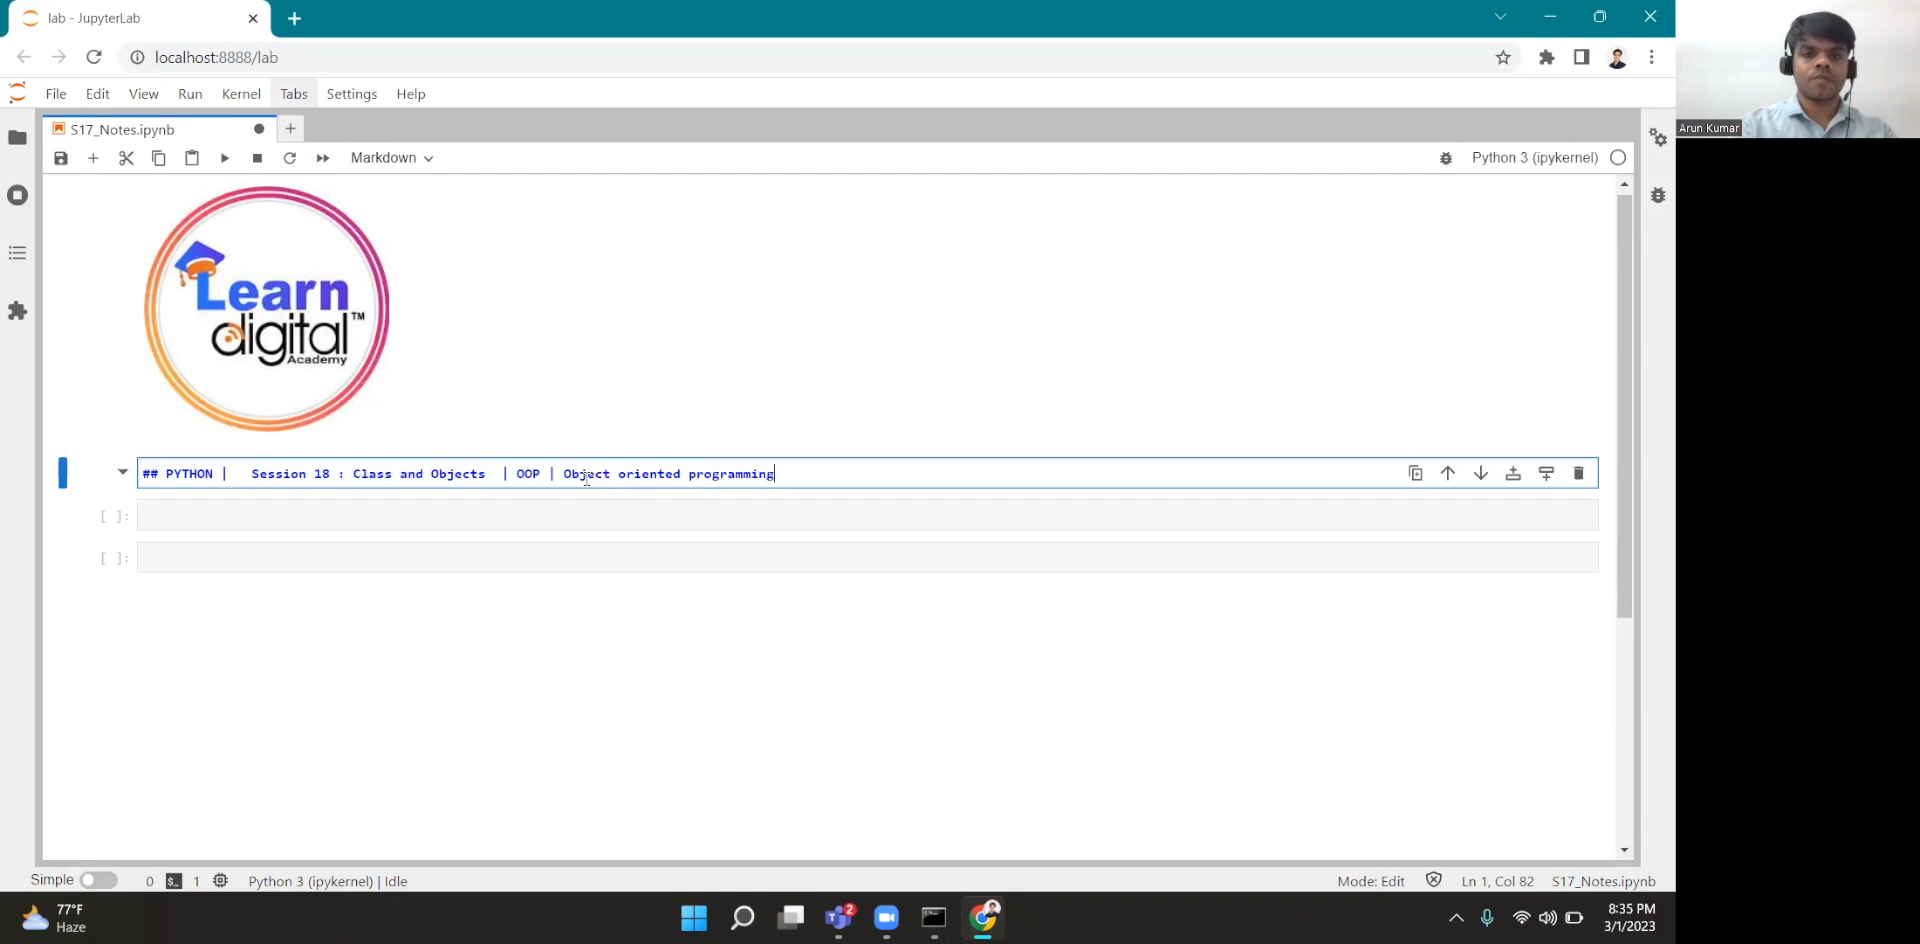 lab - JupyterLab
localhost:8888/lab
File Edit View Run Kernel Tabs Settings Help
Arun Kumar
S17_Notes.ipynb
Markdown
Python 3 (ipykernel)
Learn
digital
TM
Academy
## PYTHON |   Session 18 : Class and Objects  | OOP | Object oriented programming
[ ]:
[ ]:
Simple 0 $_ 1 Python 3 (ipykernel) | Idle Mode: Edit Ln 1, Col 82 S17_Notes.ipynb
77°F
Haze
2
8:35 PM
3/1/2023